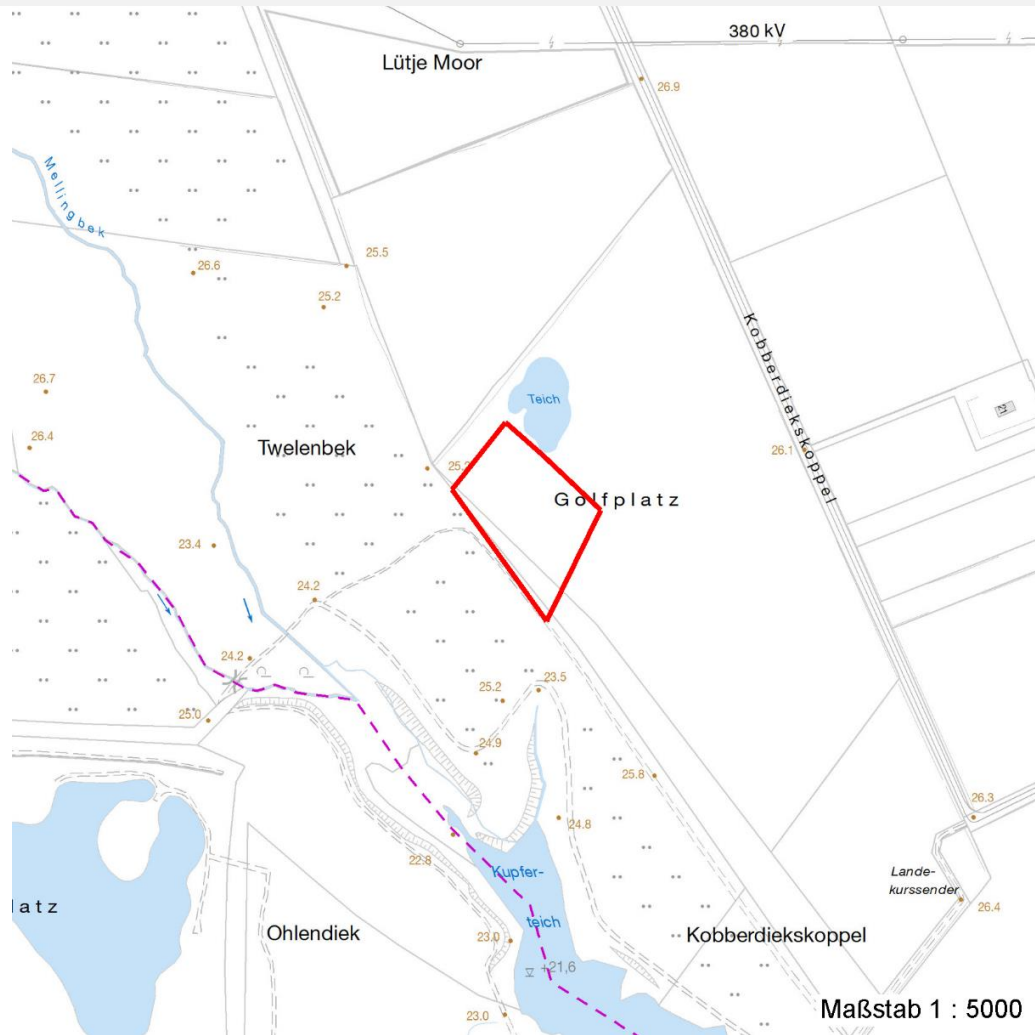 380 kV
Lütje Moor
26.9
Mellingbek
25.5
26.6
25.2
Kobberdiekskoppel
26.7
Teich
21
26.4
Twelenbek
26.1
Golfplatz
23.4
24.2
24.2
25.2
23.5
25.0
24.9
25.8
26.3
24.8
22.8
Kupfer-
teich
Lande-
kurssender
26.4
latz
Ohlendiek
23.0
Kobberdiekskoppel
+21,6
23.0
Maßstab 1 : 5000